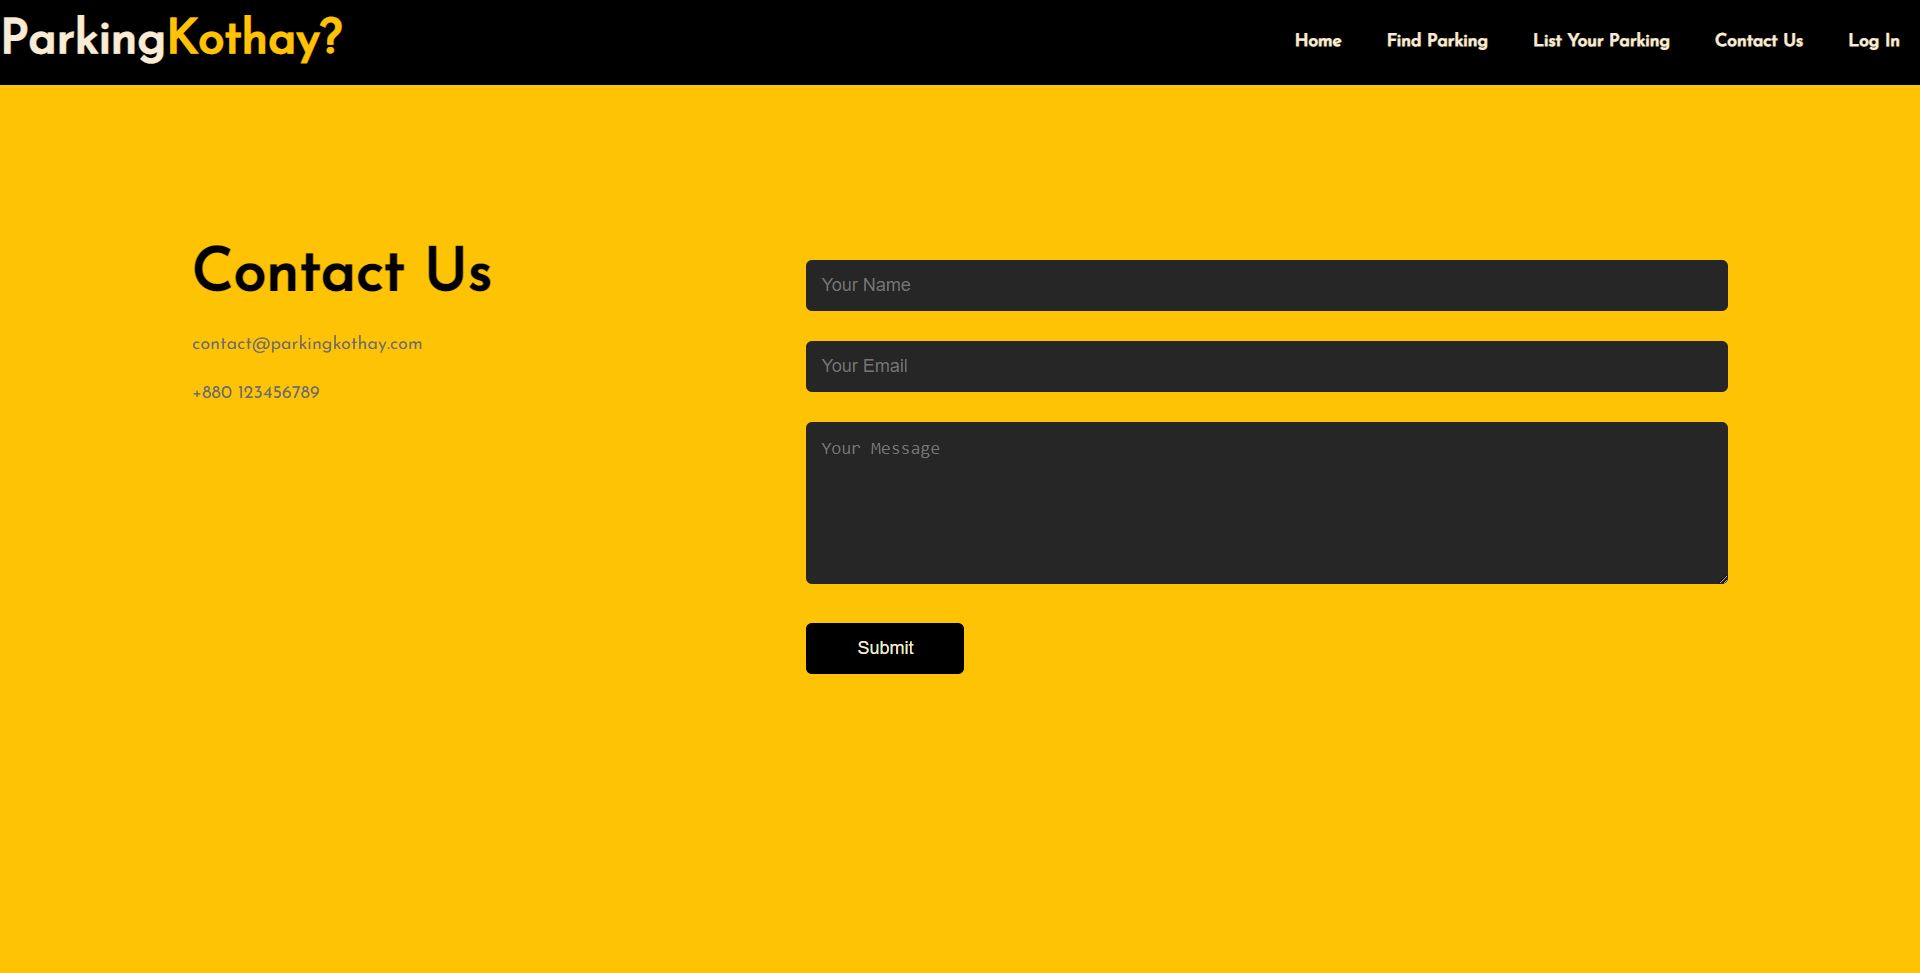 ParkingKothay?
Home Find Parking List Your Parking Contact Us Log In
Contact Us
contact@parkingkothay.com
+880 123456789
Your Name
Your Email
Your Message
Submit